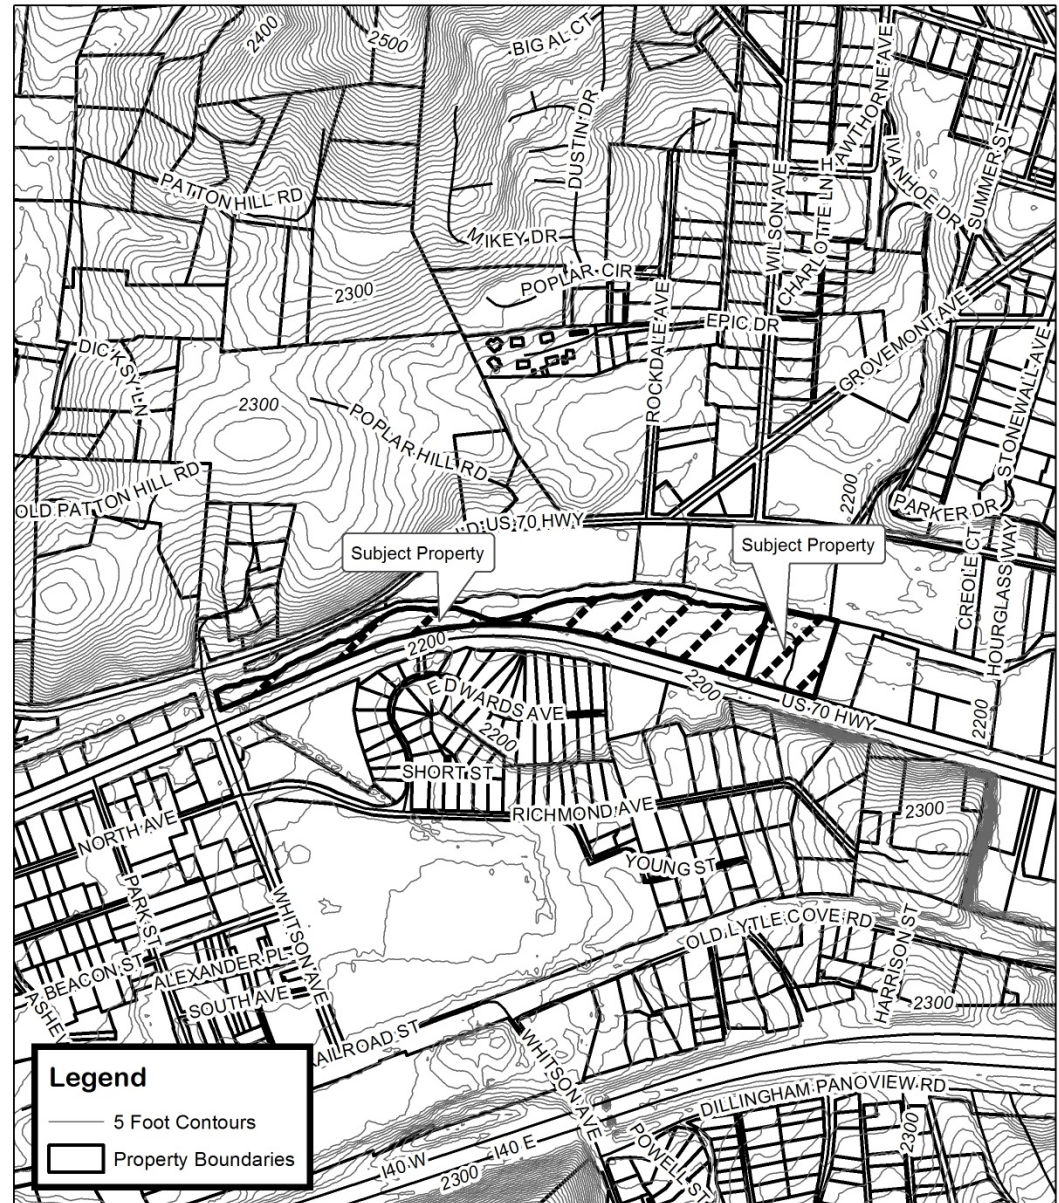 2400
2500
BIG AL CT
DUSTIN DR
HAWTHORNE AVE
IVANHOE DR
SUMMER ST
PATTON HILL RD
WILSON AVE
CHARLOTTE LN
MIKEY DR
POPLAR CIR
2300
EPIC DR
GROVEMONT AVE
ROCKDALE AVE
STONEWALL AVE
DICKSY LN
2300
POPLAR HILL RD
OLD PATTON HILL RD
2200
PARKER DR
D US 70 HWY
Subject Property
Subject Property
CREOLE CT
HOURGLASS WAY
2200
2200
US 70 HWY
2200
EDWARDS AVE
2200
SHORT ST
RICHMOND AVE
2300
NORTH AVE
YOUNG ST
PARK ST
WHITSON AVE
OLD LYTLE COVE RD
HARRISON ST
BEACON ST
ALEXANDER PL
SOUTH AVE
2300
ASHEV
AILROAD ST
WHITSON AVE
DILLINGHAM PANOVIEW RD
POWELL ST
2300
I40 W
I40 E
2300
Legend
5 Foot Contours
Property Boundaries